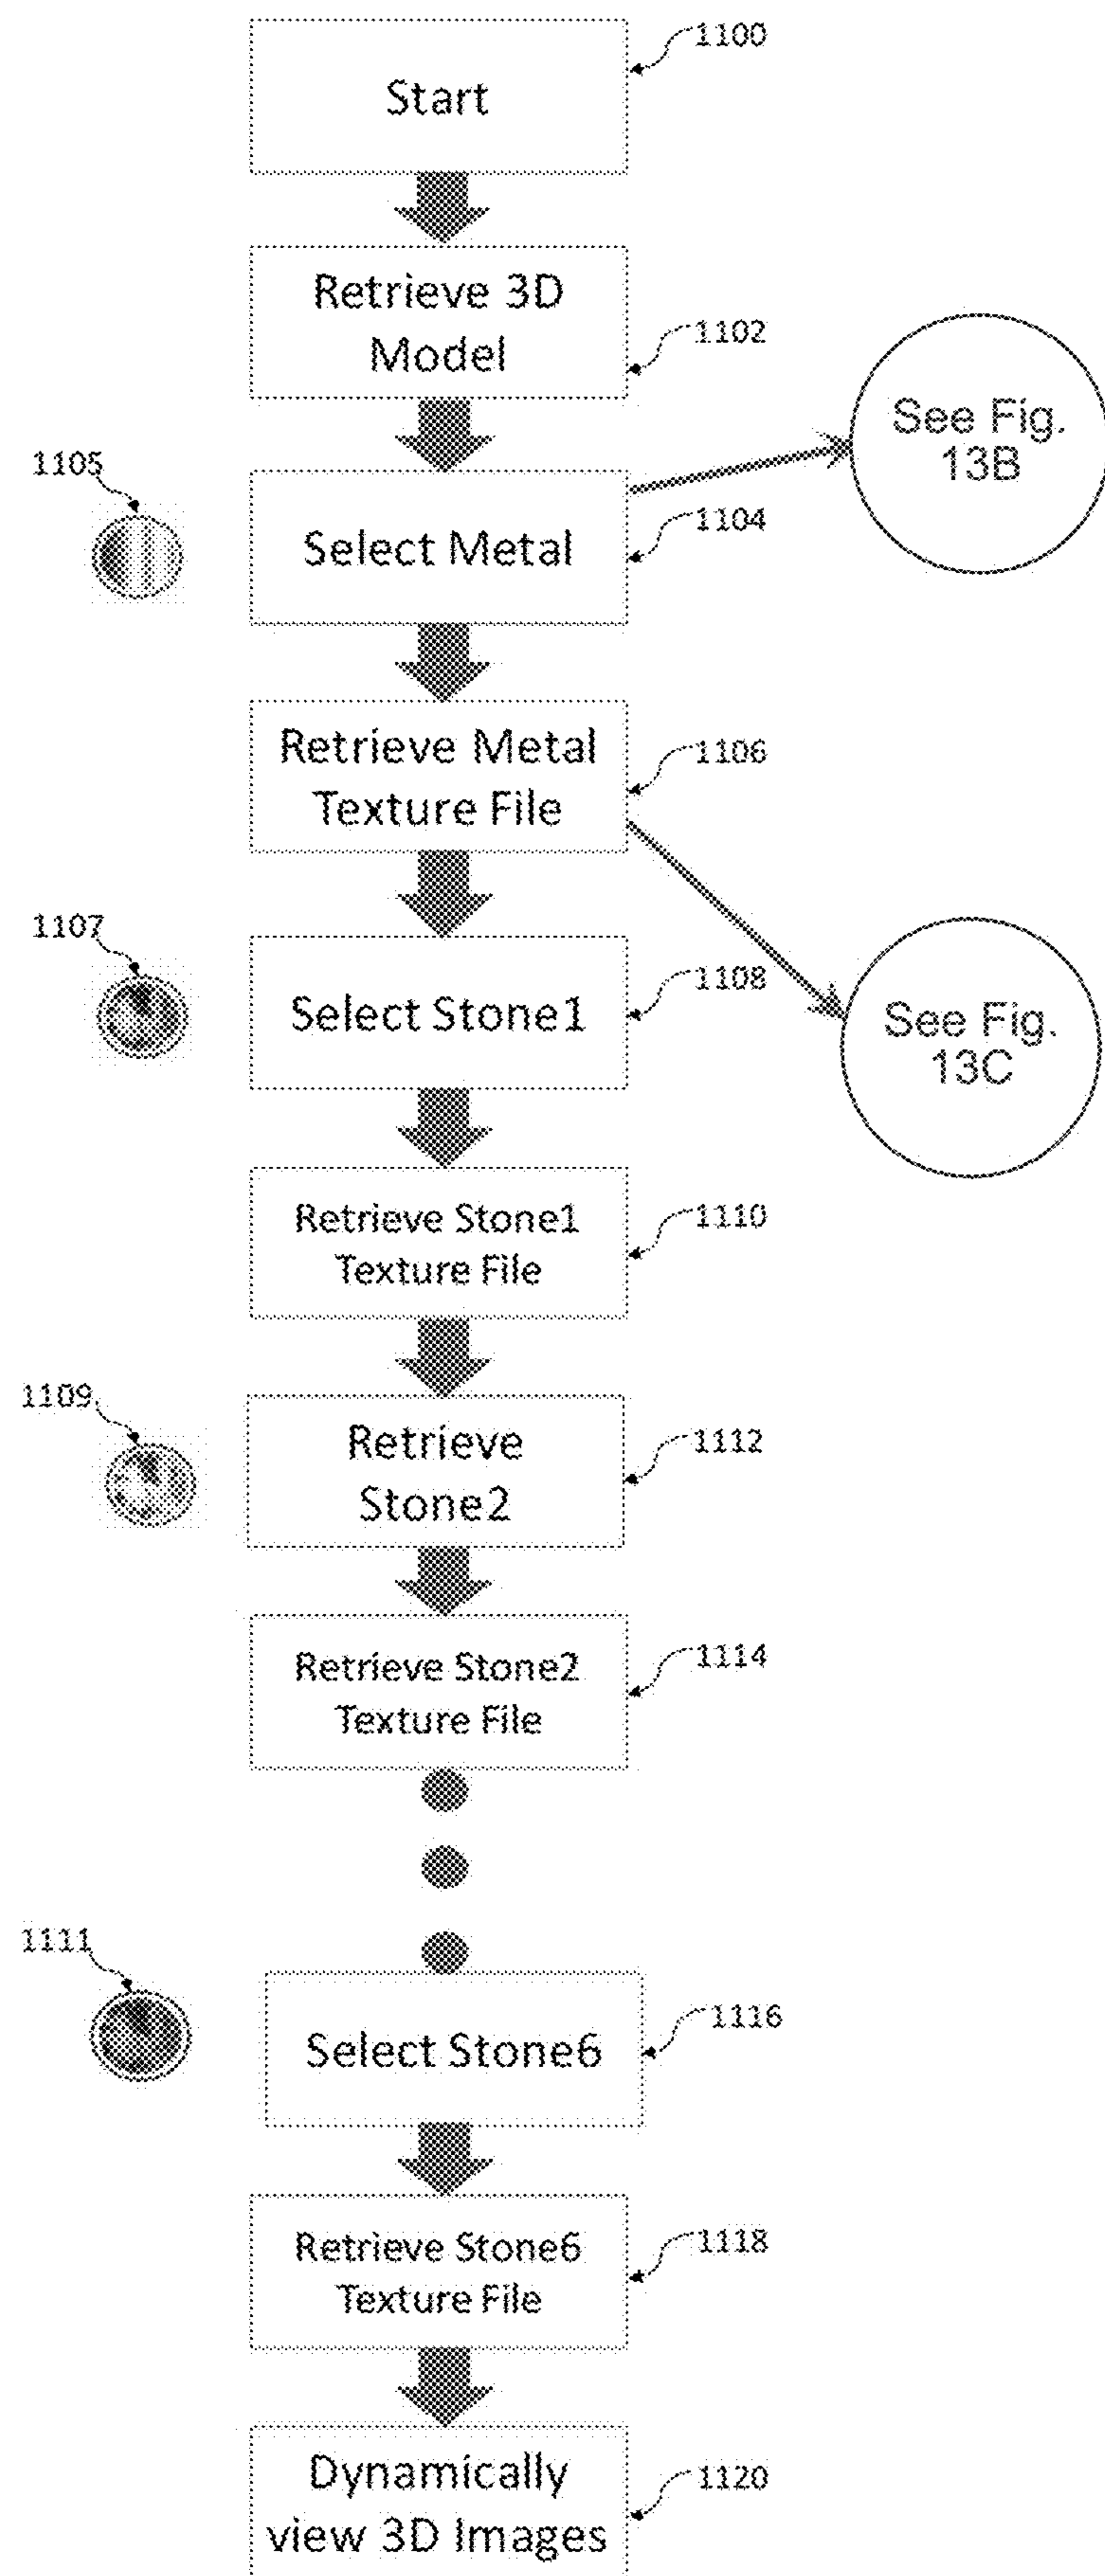 Start
1100
Retrieve 3D
Model
1102
See Fig.
13B
1105
Select Metal
1104
Retrieve Metal
Texture File
1106
1107
Select Stone1
1108
See Fig.
13C
Retrieve Stone1
Texture File
1110
1109
Retrieve
Stone2
1112
Retrieve Stone2
Texture File
1114
1111
Select Stone6
1116
Retrieve Stone6
Texture File
1118
Dynamically
view 3D Images
1120